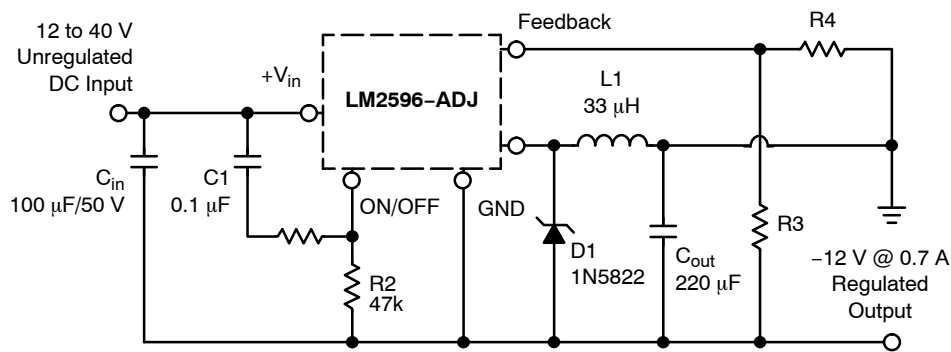 12 to 40 V
Unregulated
DC Input
+Vin
LM2596−ADJ
Feedback
R4
L1
33 μH
Cin
100 μF/50 V
C1
0.1 μF
ON/OFF
GND
R2
47k
D1
1N5822
Cout
220 μF
R3
−12 V @ 0.7 A
Regulated
Output